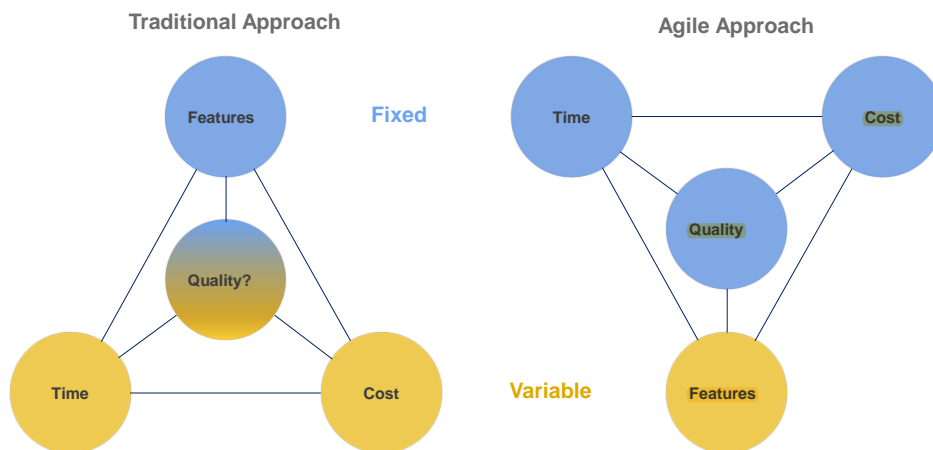 Traditional Approach
Agile Approach
Features
Fixed
Time
Cost
Quality
Quality?
Time
Cost
Variable
Features